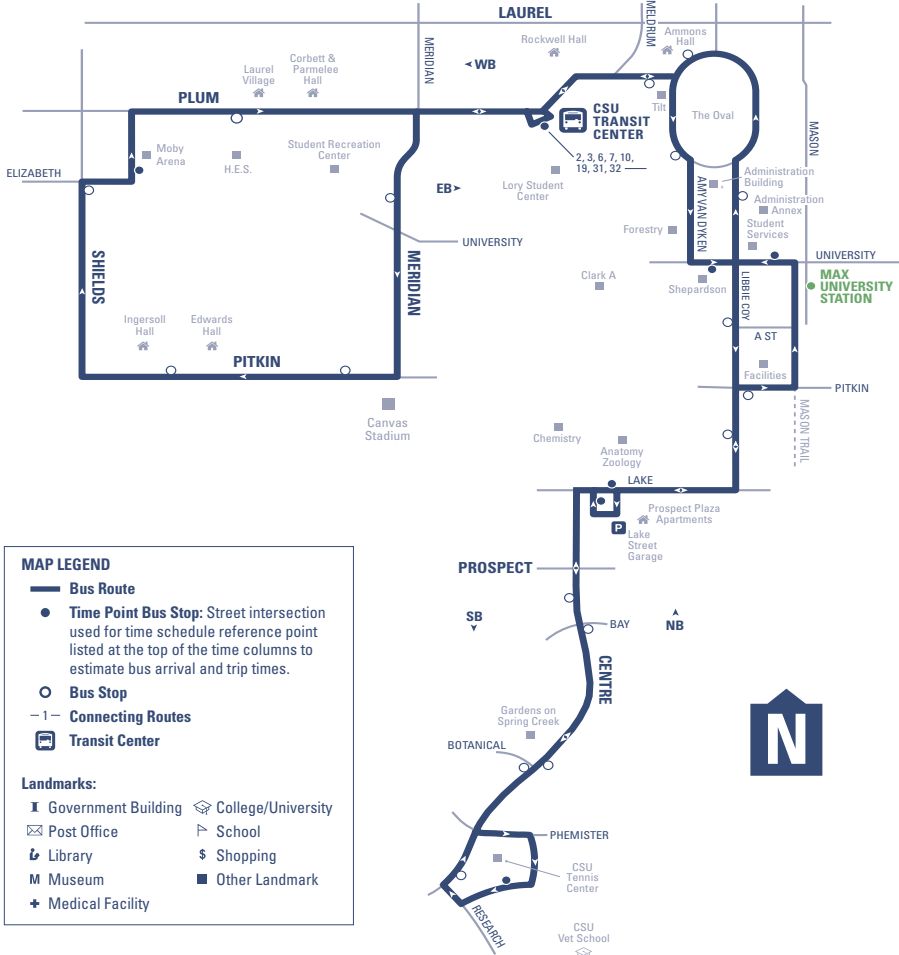 LAUREL
MELDRUM
Rockwell Hall
Ammons
Hall
MERIDIAN
WB
Corbett &
Parmelee
Hall
Laurel
Village
PLUM
CSU
TRANSIT
CENTER
Tilt
The Oval
MASON
Moby
Arena
H.E.S.
Student Recreation
Center
2, 3, 6, 7, 10,
19, 31, 32
ELIZABETH
EB
Lory Student
Center
Administration
Building
AMY VAN DYKEN
Administration
Annex
Student
Services
Forestry
UNIVERSITY
UNIVERSITY
SHIELDS
MERIDIAN
Clark A
Shepardson
LIBBIE COY
MAX
UNIVERSITY
STATION
Ingersoll
Hall
Edwards
Hall
A ST
PITKIN
Facilities
PITKIN
Canvas
Stadium
MASON TRAIL
Chemistry
Anatomy
Zoology
LAKE
Prospect Plaza
Apartments
P
Lake
Street
Garage
PROSPECT
SB
NB
BAY
CENTRE
Gardens on
Spring Creek
BOTANICAL
N
PHEMISTER
CSU
Tennis
Center
RESEARCH
CSU
Vet School
MAP LEGEND
Bus Route
Time Point Bus Stop: Street intersection
used for time schedule reference point
listed at the top of the time columns to
estimate bus arrival and trip times.
Bus Stop
1 Connecting Routes
Transit Center
Landmarks:
Government Building College/University
Post Office School
Library $ Shopping
M Museum Other Landmark
Medical Facility